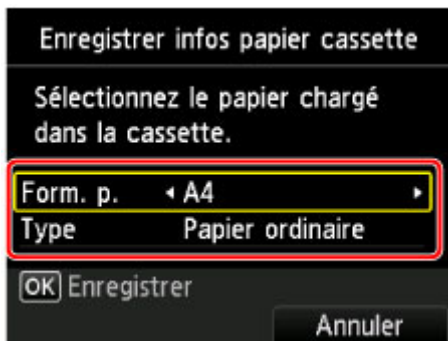 Enregistrer infos papier cassette
Sélectionnez le papier chargé
dans la cassette.
Form. p. A4
Type Papier ordinaire
OK Enregistrer
Annuler